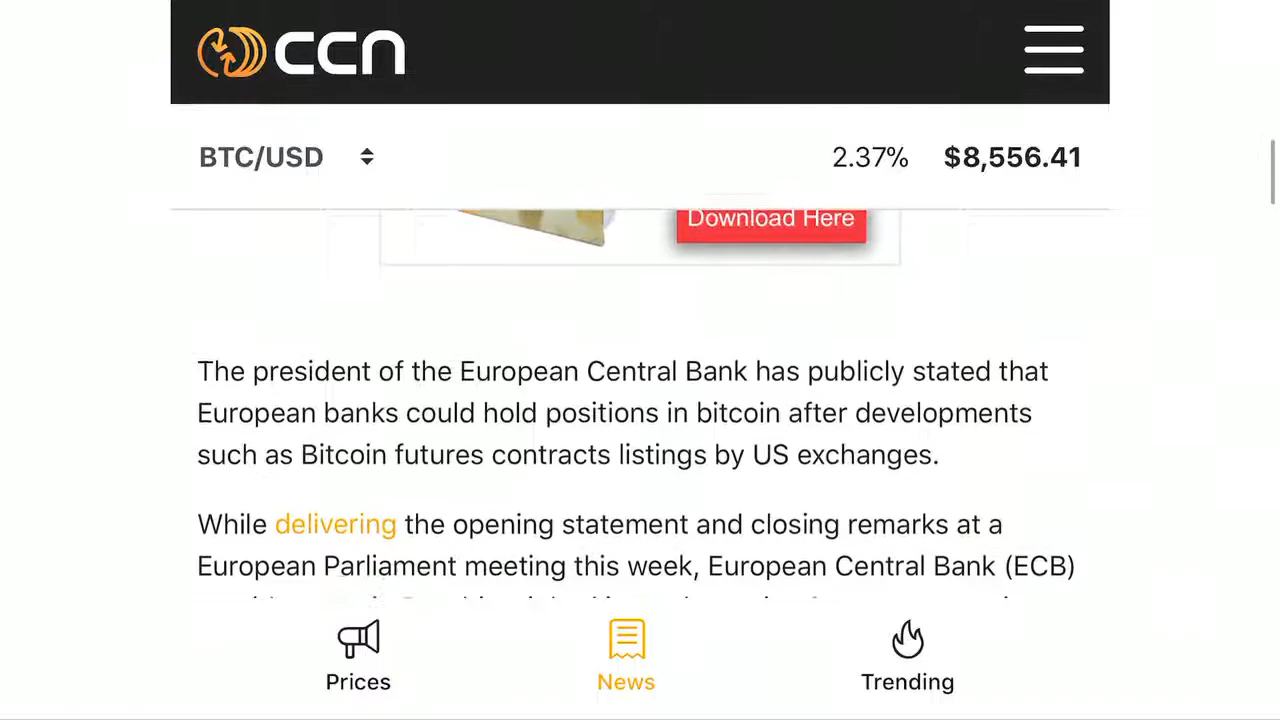 ccn
BTC/USD 2.37% $8,556.41
Download Here
The president of the European Central Bank has publicly stated that
European banks could hold positions in bitcoin after developments
such as Bitcoin futures contracts listings by US exchanges.
While delivering the opening statement and closing remarks at a
European Parliament meeting this week, European Central Bank (ECB)
Prices News Trending